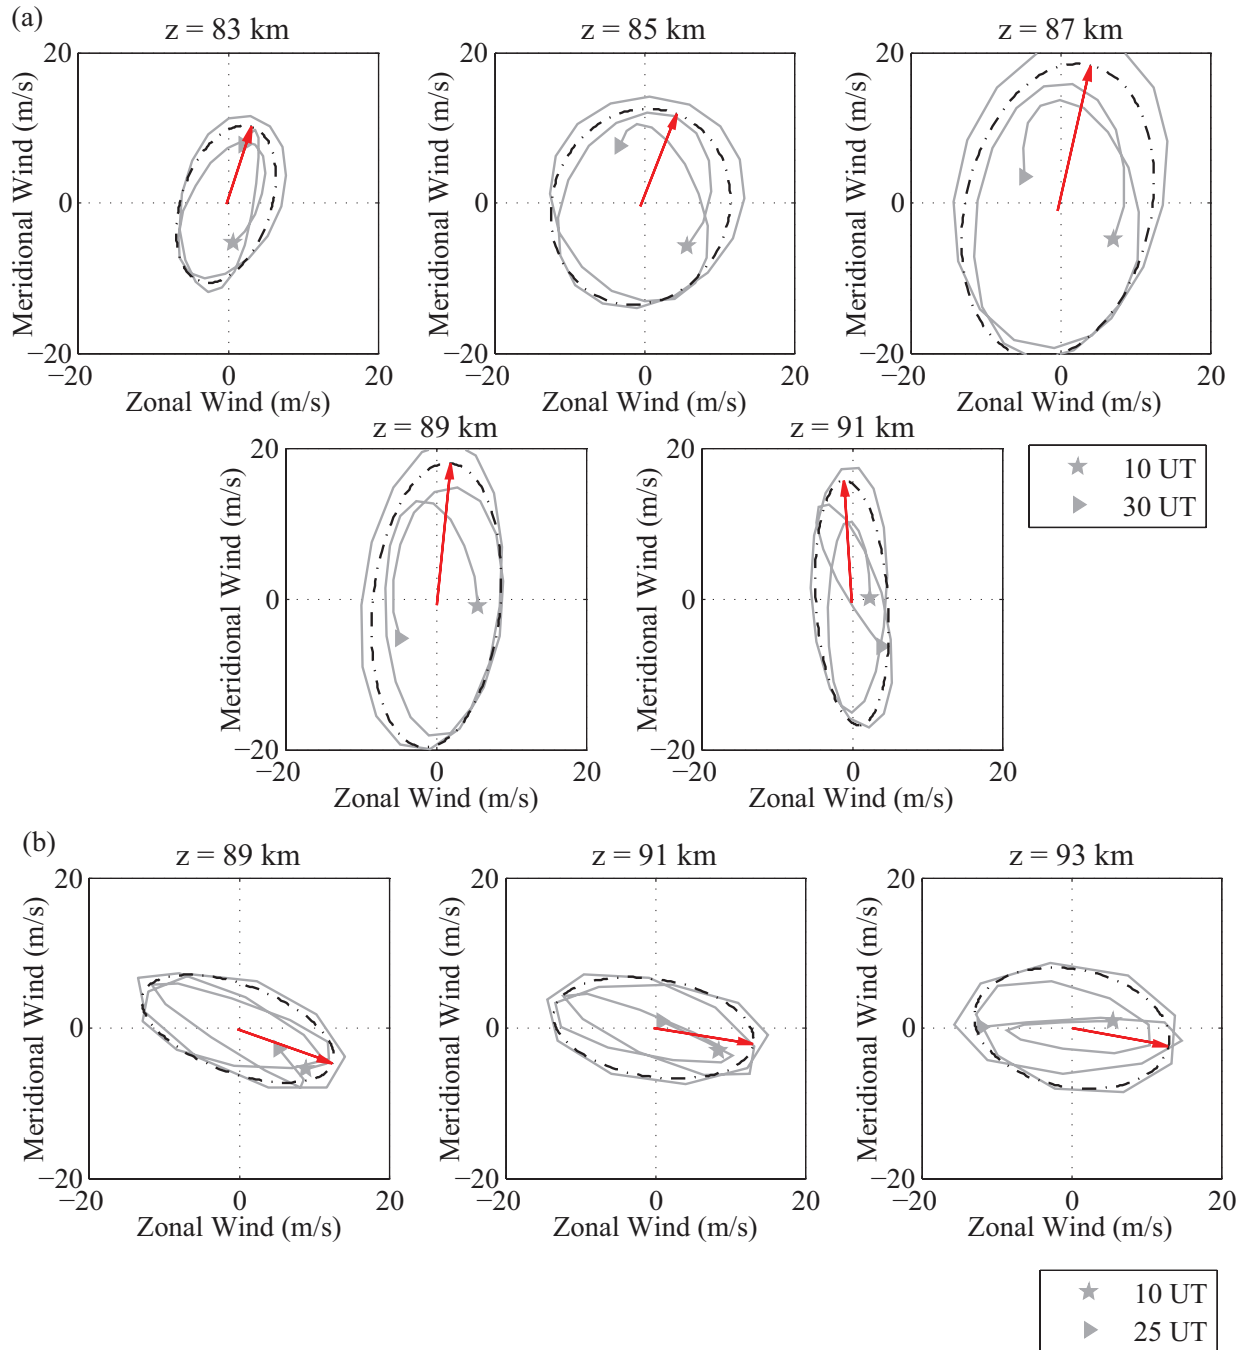 (a)
z = 83 km
z = 85 km
z = 87 km
20
0
−20
Meridional Wind (m/s)
−20 0 20
Zonal Wind (m/s)
20
0
−20
Meridional Wind (m/s)
−20 0 20
Zonal Wind (m/s)
20
0
−20
Meridional Wind (m/s)
−20 0 20
Zonal Wind (m/s)
z = 89 km
z = 91 km
20
0
−20
Meridional Wind (m/s)
−20 0 20
Zonal Wind (m/s)
20
0
−20
Meridional Wind (m/s)
−20 0 20
Zonal Wind (m/s)
10 UT
30 UT
(b)
z = 89 km
z = 91 km
z = 93 km
20
0
−20
Meridional Wind (m/s)
−20 0 20
Zonal Wind (m/s)
20
0
−20
Meridional Wind (m/s)
−20 0 20
Zonal Wind (m/s)
20
0
−20
Meridional Wind (m/s)
−20 0 20
Zonal Wind (m/s)
10 UT
25 UT